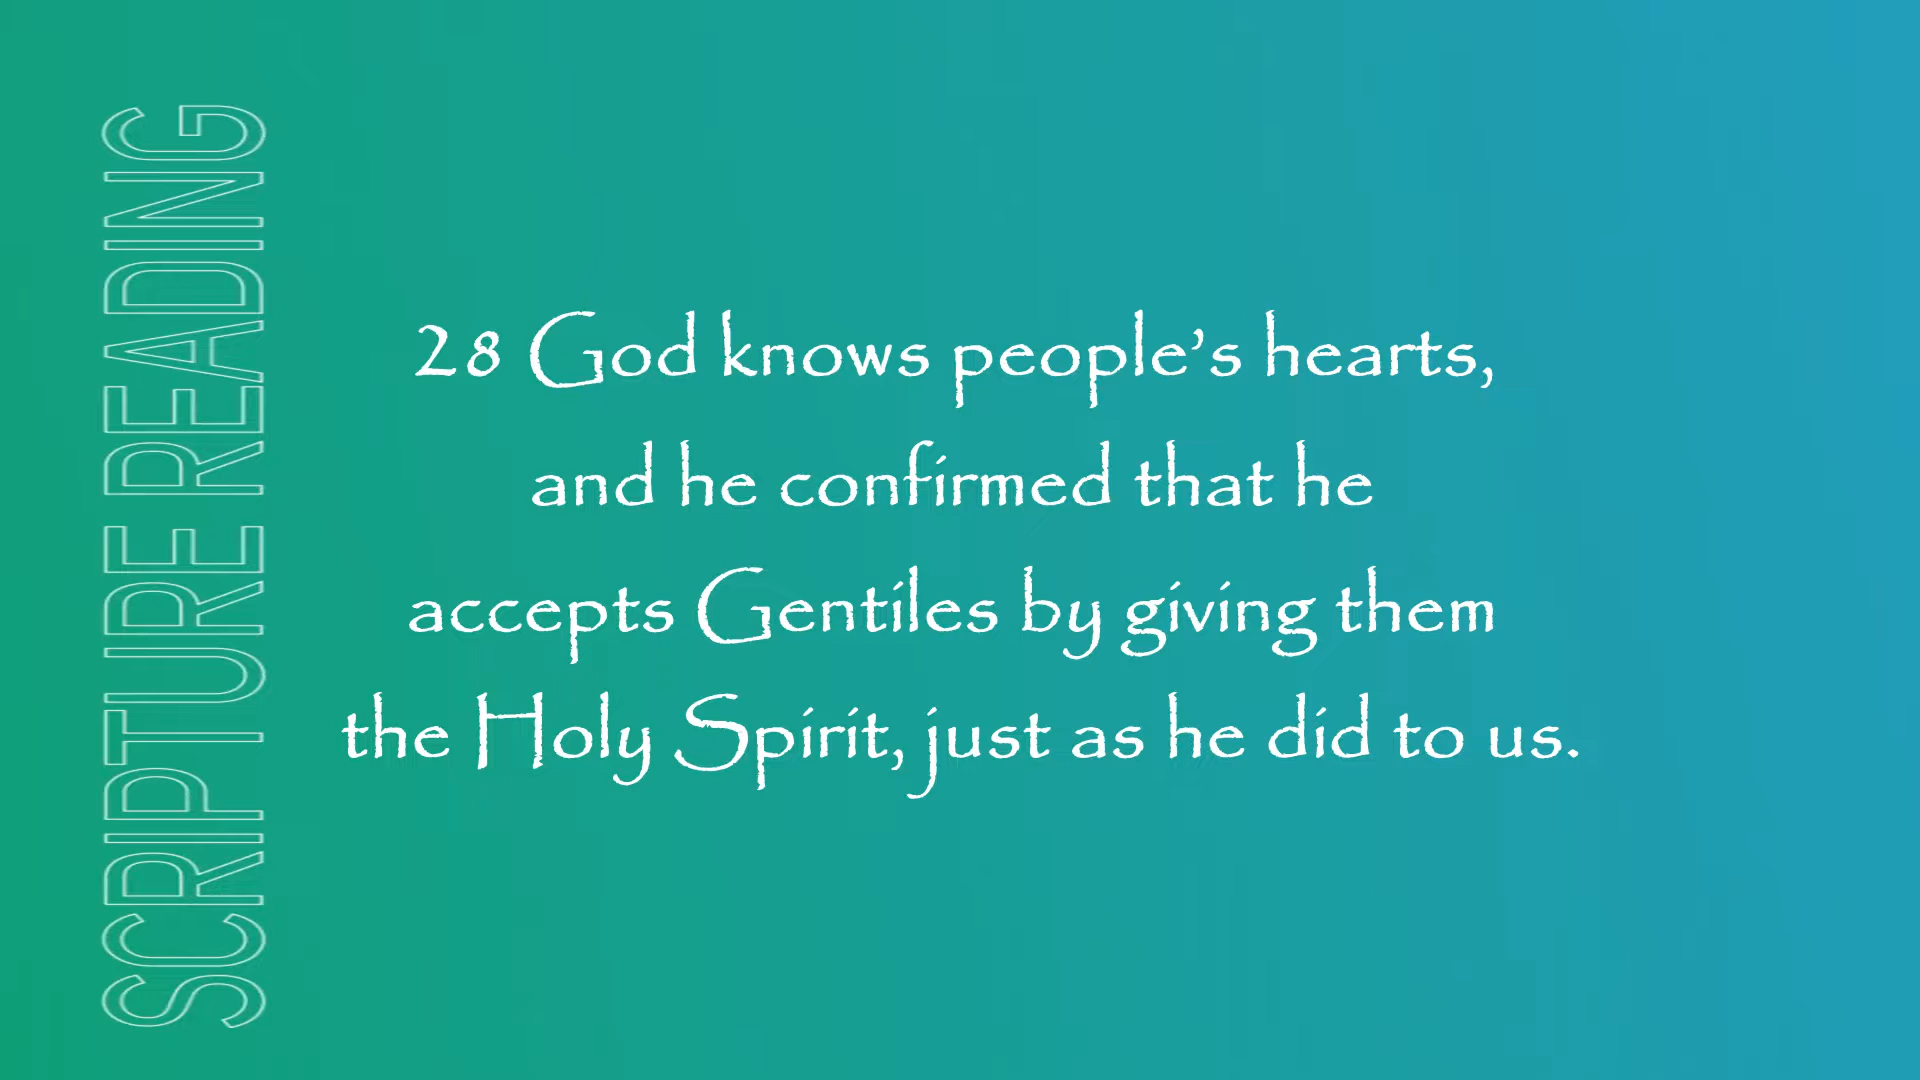 SCRIPTURE READING
28 God knows people’s hearts,
and he confirmed that he
accepts Gentiles by giving them
the Holy Spirit, just as he did to us.